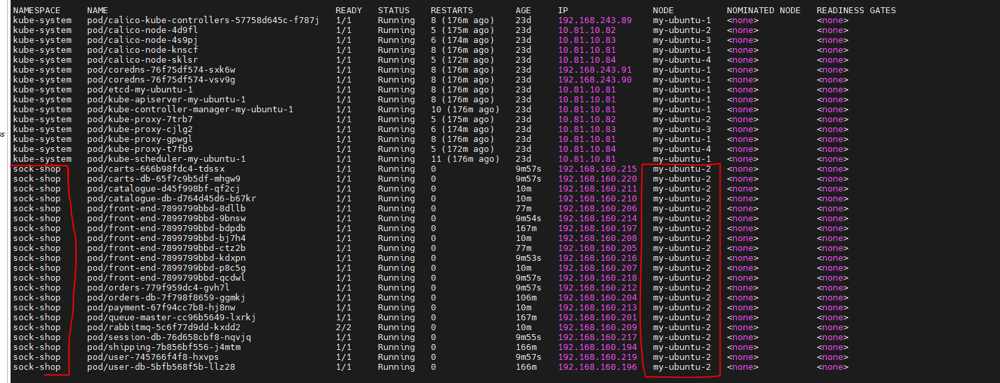 NAMESPACE NAME READY STATUS RESTARTS AGE IP NODE NOMINATED NODE READINESS GATES
kube-system pod/calico-kube-controllers-57758d645c-f787j 1/1 Running 8 (176m ago) 23d 192.168.243.89 my-ubuntu-1 <none> <none>
kube-system pod/calico-node-4d9fl 1/1 Running 5 (175m ago) 23d 10.81.10.82 my-ubuntu-2 <none> <none>
kube-system pod/calico-node-4s9pj 1/1 Running 6 (174m ago) 23d 10.81.10.83 my-ubuntu-3 <none> <none>
kube-system pod/calico-node-knscf 1/1 Running 8 (176m ago) 23d 10.81.10.81 my-ubuntu-1 <none> <none>
kube-system pod/calico-node-sklsr 1/1 Running 5 (172m ago) 23d 10.81.10.84 my-ubuntu-4 <none> <none>
kube-system pod/coredns-76f75df574-sxk6w 1/1 Running 8 (176m ago) 23d 192.168.243.91 my-ubuntu-1 <none> <none>
kube-system pod/coredns-76f75df574-vsv9g 1/1 Running 8 (176m ago) 23d 192.168.243.90 my-ubuntu-1 <none> <none>
kube-system pod/etcd-my-ubuntu-1 1/1 Running 8 (176m ago) 23d 10.81.10.81 my-ubuntu-1 <none> <none>
kube-system pod/kube-apiserver-my-ubuntu-1 1/1 Running 8 (176m ago) 23d 10.81.10.81 my-ubuntu-1 <none> <none>
kube-system pod/kube-controller-manager-my-ubuntu-1 1/1 Running 10 (176m ago) 23d 10.81.10.81 my-ubuntu-1 <none> <none>
kube-system pod/kube-proxy-7trb7 1/1 Running 5 (175m ago) 23d 10.81.10.82 my-ubuntu-2 <none> <none>
kube-system pod/kube-proxy-cjlg2 1/1 Running 6 (174m ago) 23d 10.81.10.83 my-ubuntu-3 <none> <none>
kube-system pod/kube-proxy-gpwgl 1/1 Running 8 (176m ago) 23d 10.81.10.81 my-ubuntu-1 <none> <none>
kube-system pod/kube-proxy-t7fb9 1/1 Running 5 (172m ago) 23d 10.81.10.84 my-ubuntu-4 <none> <none>
kube-system pod/kube-scheduler-my-ubuntu-1 1/1 Running 11 (176m ago) 23d 10.81.10.81 my-ubuntu-1 <none> <none>
sock-shop pod/carts-666b98fdc4-tdssx 1/1 Running 0 9m57s 192.168.160.215 my-ubuntu-2 <none> <none>
sock-shop pod/carts-db-65f7c9b5df-mhgw9 1/1 Running 0 9m57s 192.168.160.220 my-ubuntu-2 <none> <none>
sock-shop pod/catalogue-d45f998bf-qf2cj 1/1 Running 0 10m 192.168.160.211 my-ubuntu-2 <none> <none>
sock-shop pod/catalogue-db-d764d45d6-b67kr 1/1 Running 0 10m 192.168.160.210 my-ubuntu-2 <none> <none>
sock-shop pod/front-end-7899799bbd-8dllb 1/1 Running 0 77m 192.168.160.206 my-ubuntu-2 <none> <none>
sock-shop pod/front-end-7899799bbd-9bnsw 1/1 Running 0 9m54s 192.168.160.214 my-ubuntu-2 <none> <none>
sock-shop pod/front-end-7899799bbd-bdpdb 1/1 Running 0 167m 192.168.160.197 my-ubuntu-2 <none> <none>
sock-shop pod/front-end-7899799bbd-bj7h4 1/1 Running 0 10m 192.168.160.208 my-ubuntu-2 <none> <none>
sock-shop pod/front-end-7899799bbd-ctz2b 1/1 Running 0 77m 192.168.160.205 my-ubuntu-2 <none> <none>
sock-shop pod/front-end-7899799bbd-kdxpn 1/1 Running 0 9m53s 192.168.160.216 my-ubuntu-2 <none> <none>
sock-shop pod/front-end-7899799bbd-p8c5g 1/1 Running 0 10m 192.168.160.207 my-ubuntu-2 <none> <none>
sock-shop pod/front-end-7899799bbd-qcdwl 1/1 Running 0 9m57s 192.168.160.218 my-ubuntu-2 <none> <none>
sock-shop pod/orders-779f959dc4-gvh7l 1/1 Running 0 9m57s 192.168.160.212 my-ubuntu-2 <none> <none>
sock-shop pod/orders-db-7f798f8659-ggmkj 1/1 Running 0 106m 192.168.160.204 my-ubuntu-2 <none> <none>
sock-shop pod/payment-67f94cc7b8-hj8nw 1/1 Running 0 10m 192.168.160.213 my-ubuntu-2 <none> <none>
sock-shop pod/queue-master-cc96b5649-lxrkj 1/1 Running 0 167m 192.168.160.201 my-ubuntu-2 <none> <none>
sock-shop pod/rabbitmq-5c6f77d9dd-kxdd2 2/2 Running 0 10m 192.168.160.209 my-ubuntu-2 <none> <none>
sock-shop pod/session-db-76d658cbf8-nqvjq 1/1 Running 0 9m55s 192.168.160.217 my-ubuntu-2 <none> <none>
sock-shop pod/shipping-7b856bf556-j4mtm 1/1 Running 0 166m 192.168.160.194 my-ubuntu-2 <none> <none>
sock-shop pod/user-745766f4f8-hxvps 1/1 Running 0 9m57s 192.168.160.219 my-ubuntu-2 <none> <none>
sock-shop pod/user-db-5bfb568f5b-llz28 1/1 Running 0 166m 192.168.160.196 my-ubuntu-2 <none> <none>